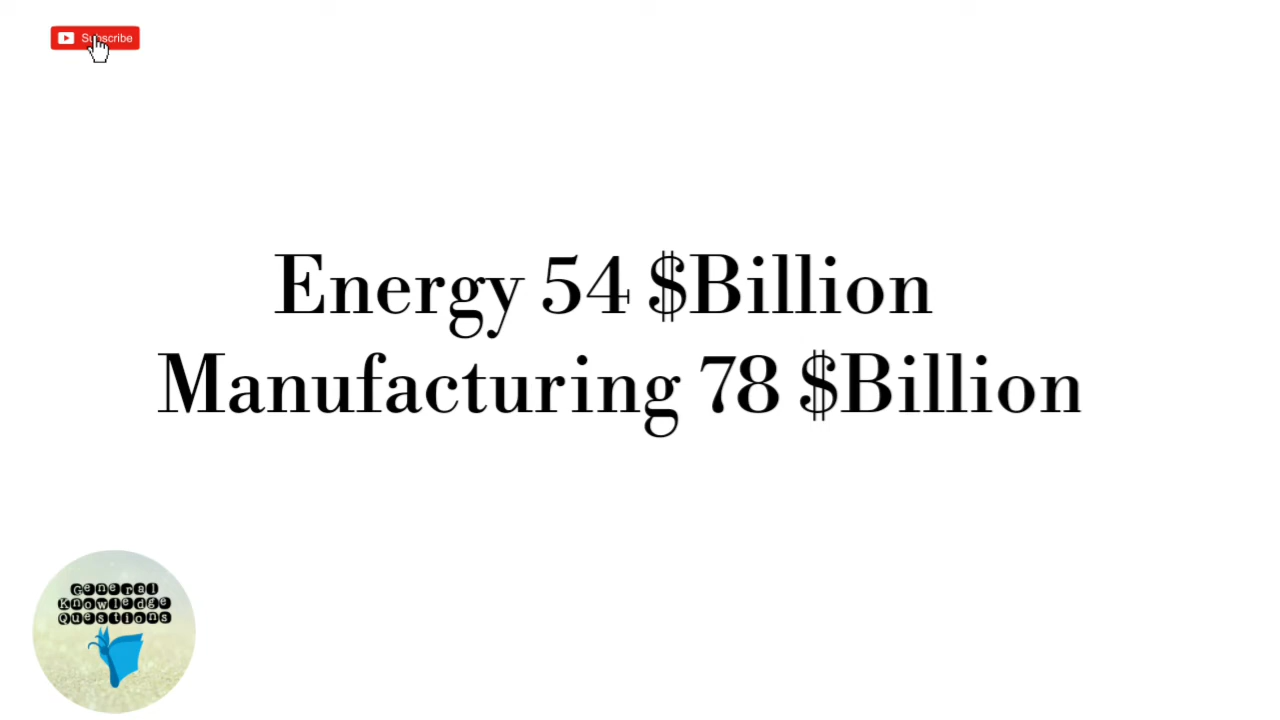 Subscribe
Energy 54 $Billion
Manufacturing 78 $Billion
General
Knowledge
Questions